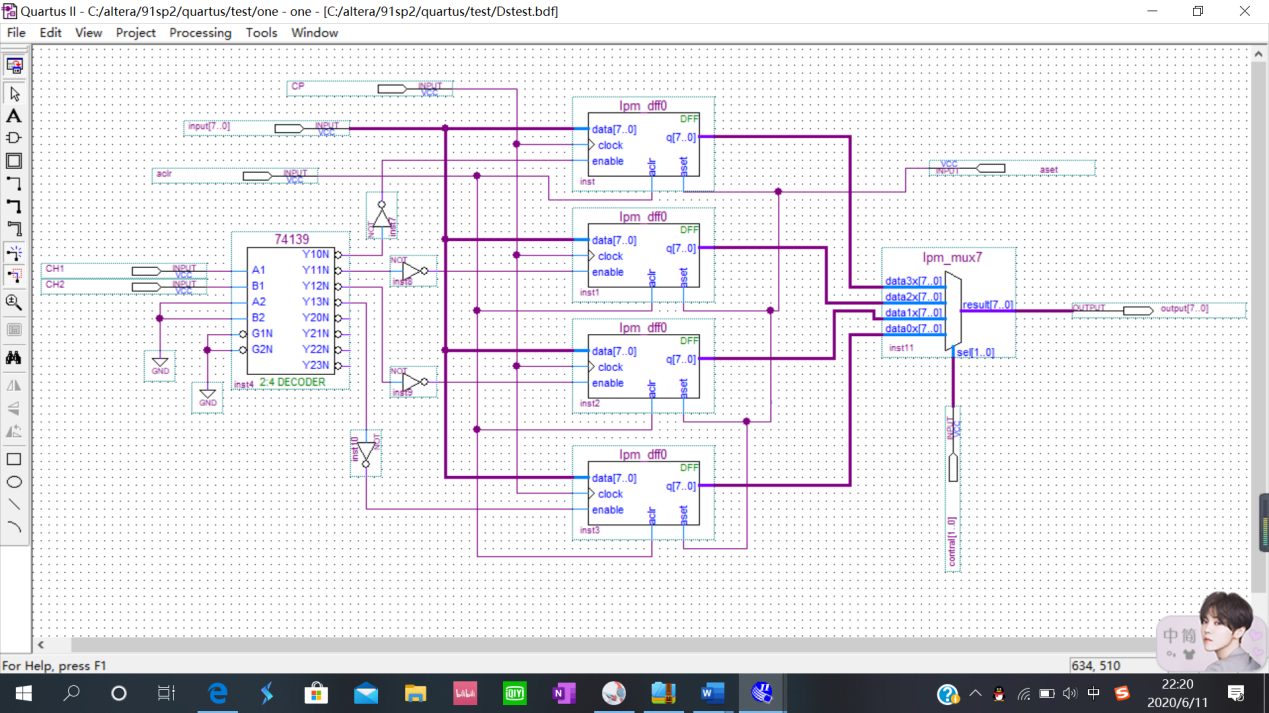 Quartus II - C:/altera/91sp2/quartus/test/one - one - [C:/altera/91sp2/quartus/test/Dstest.bdf]
File Edit View Project Processing Tools Window
CP INPUT VCC
input[7..0] INPUT VCC
aclr INPUT VCC
lpm_dff0
DFF
data[7..0]
q[7..0]
clock
enable
aclr
aset
inst
VCC INPUT aset
NOT inst7
lpm_dff0
DFF
data[7..0]
q[7..0]
clock
enable
aclr
aset
inst1
74139
CH1 INPUT VCC
CH2 INPUT VCC
A1
B1
A2
B2
G1N
G2N
Y10N
Y11N
Y12N
Y13N
Y20N
Y21N
Y22N
Y23N
inst4
2:4 DECODER
GND
GND
NOT inst8
NOT inst9
NOT inst10
lpm_dff0
DFF
data[7..0]
q[7..0]
clock
enable
aclr
aset
inst2
lpm_dff0
DFF
data[7..0]
q[7..0]
clock
enable
aclr
aset
inst3
lpm_mux7
data3x[7..0]
data2x[7..0]
data1x[7..0]
data0x[7..0]
result[7..0]
sel[1..0]
inst11
OUTPUT output[7..0]
INPUT VCC
contral[1..0]
中 简
For Help, press F1
634, 510
中
22:20
2020/6/11